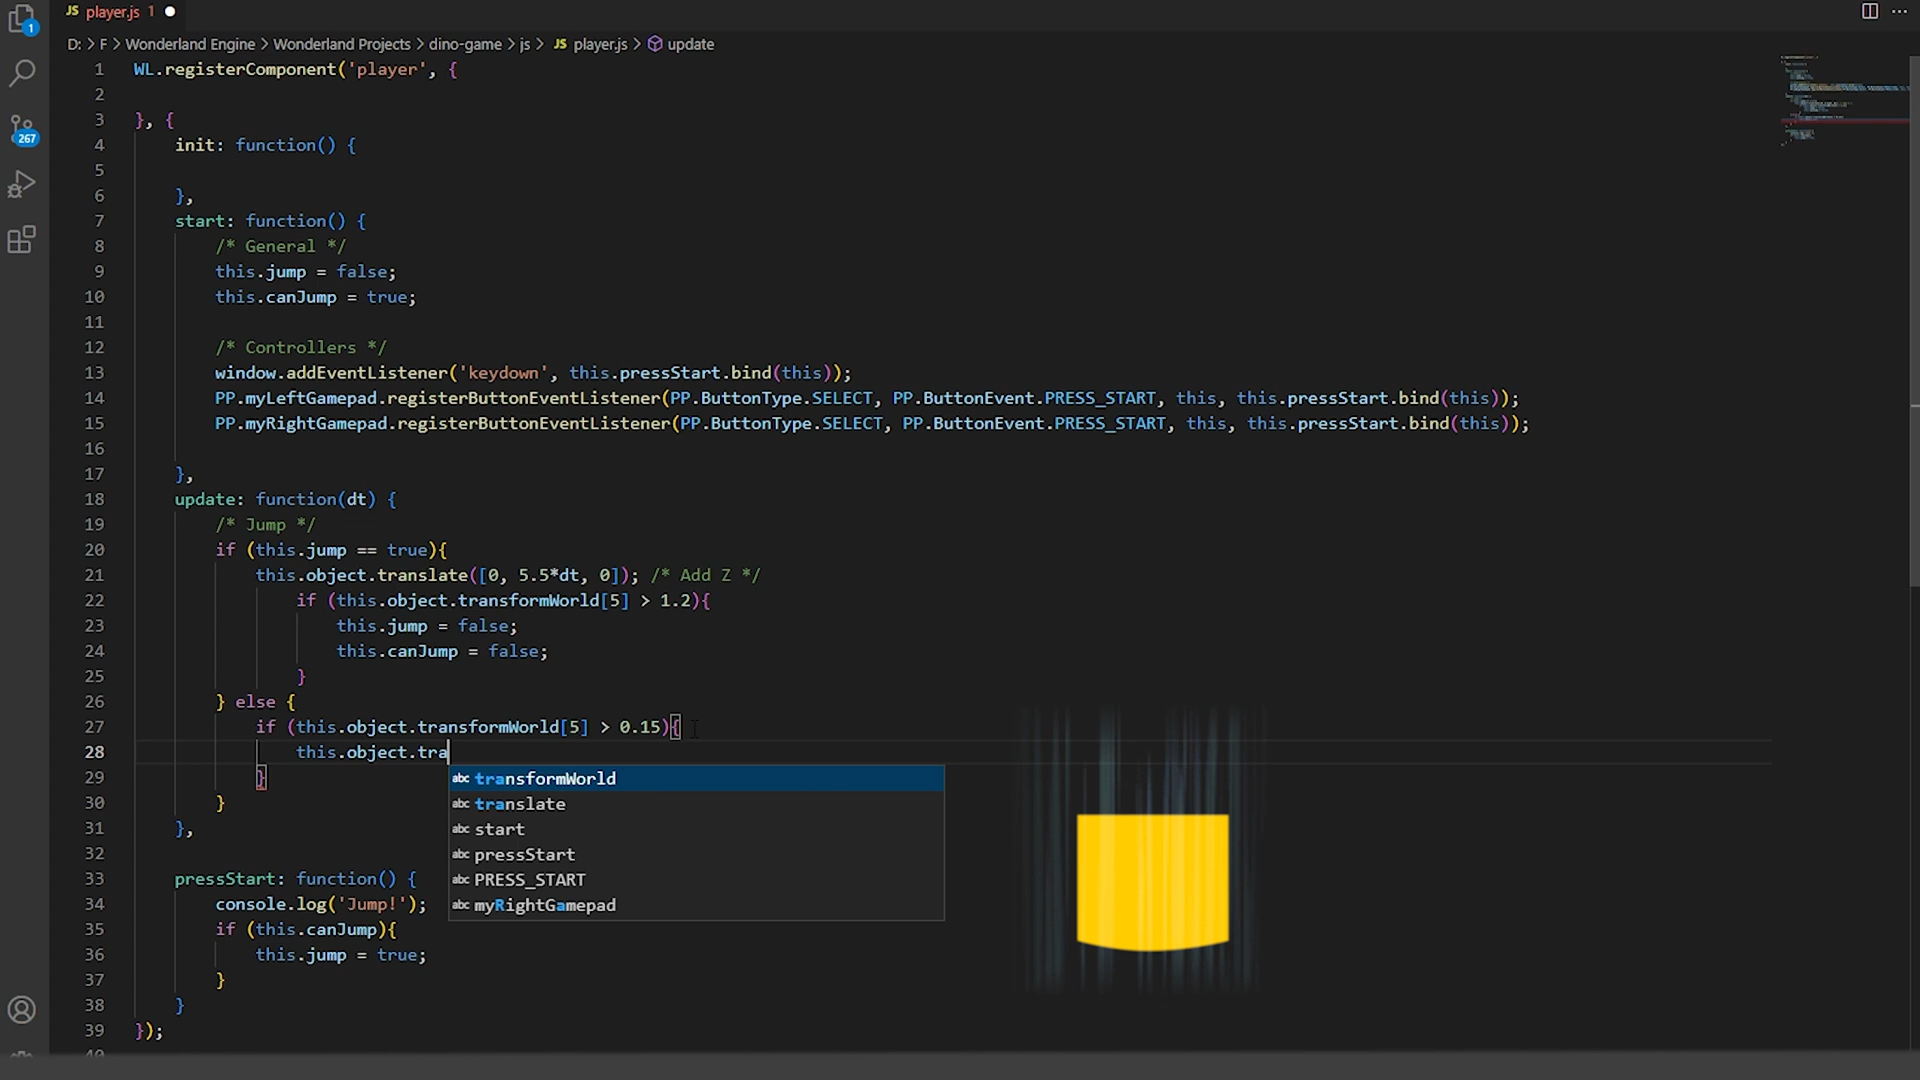 JS player.js 1
D: > F > Wonderland Engine > Wonderland Projects > dino-game > js > JS player.js > update
1
267
1 WL.registerComponent('player', {
2
3 }, {
4 init: function() {
5
6 },
7 start: function() {
8 /* General */
9 this.jump = false;
10 this.canJump = true;
11
12 /* Controllers */
13 window.addEventListener('keydown', this.pressStart.bind(this));
14 PP.myLeftGamepad.registerButtonEventListener(PP.ButtonType.SELECT, PP.ButtonEvent.PRESS_START, this, this.pressStart.bind(this));
15 PP.myRightGamepad.registerButtonEventListener(PP.ButtonType.SELECT, PP.ButtonEvent.PRESS_START, this, this.pressStart.bind(this));
16
17 },
18 update: function(dt) {
19 /* Jump */
20 if (this.jump == true){
21 this.object.translate([0, 5.5*dt, 0]); /* Add Z */
22 if (this.object.transformWorld[5] > 1.2){
23 this.jump = false;
24 this.canJump = false;
25 }
26 } else {
27 if (this.object.transformWorld[5] > 0.15){
28 this.object.tra
29 }
30 }
31 },
32
33 pressStart: function() {
34 console.log('Jump!');
35 if (this.canJump){
36 this.jump = true;
37 }
38 }
39 });
40
abc transformWorld
abc translate
abc start
abc pressStart
abc PRESS_START
abc myRightGamepad